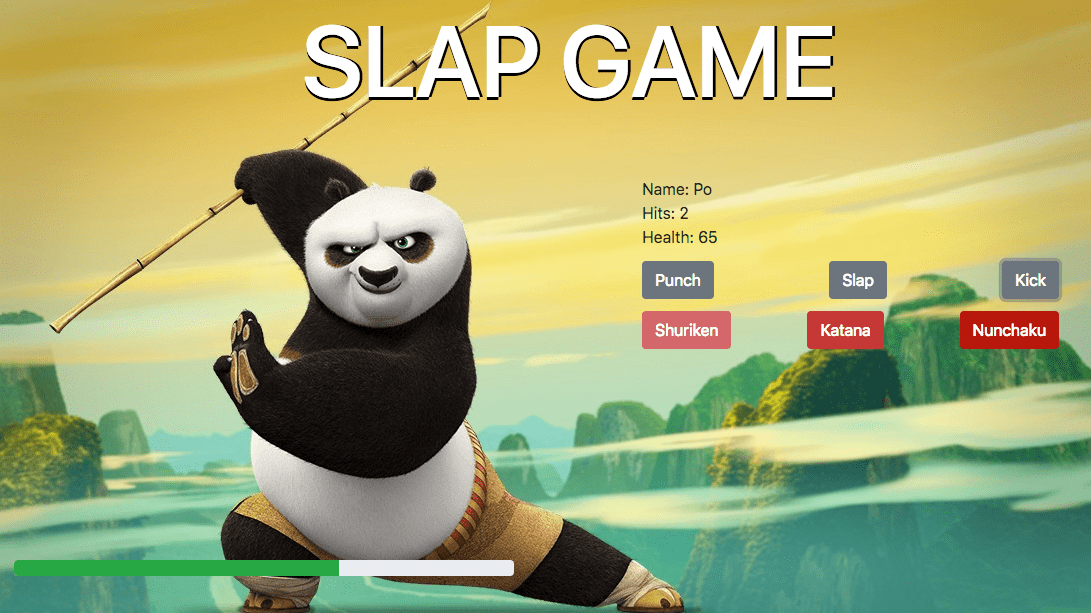 SLAP GAME
Name: Po
Hits: 2
Health: 65
Punch Slap Kick
Shuriken Katana Nunchaku